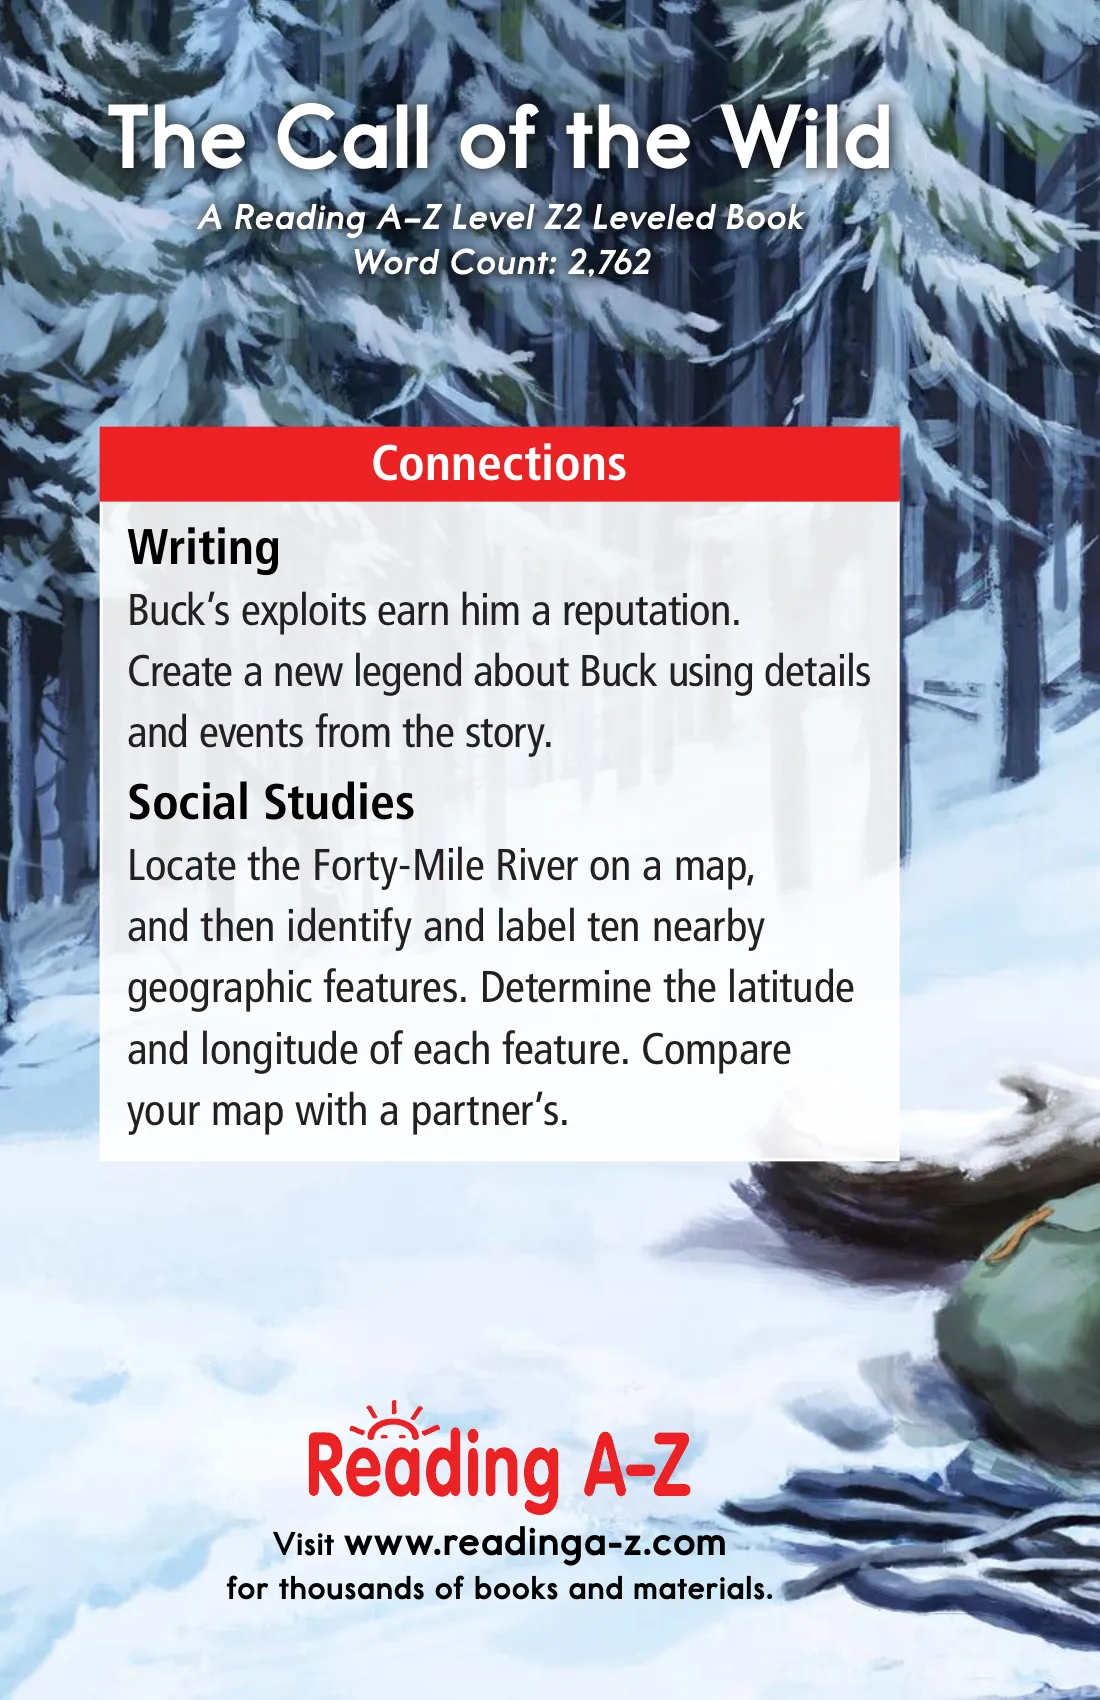 The Call of the Wild
A Reading A–Z Level Z2 Leveled Book
Word Count: 2,762
Connections
Writing
Buck’s exploits earn him a reputation.
Create a new legend about Buck using details
and events from the story.
Social Studies
Locate the Forty-Mile River on a map,
and then identify and label ten nearby
geographic features. Determine the latitude
and longitude of each feature. Compare
your map with a partner’s.
Reading A–Z
Visit www.readinga-z.com
for thousands of books and materials.